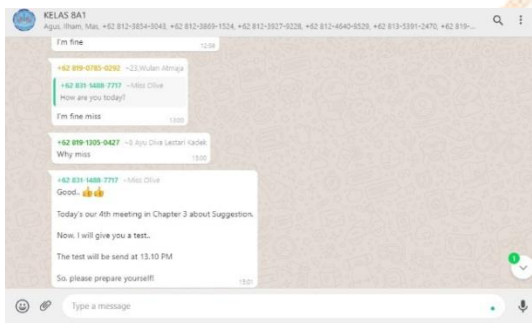 KELAS 8A1
Agus, Ilham, Mas, +62 812-3854-3043, +62 812-3869-1524, +62 812-3927-9228, +62 812-4640-9529, +62 813-5391-2470, +62 819-...
I'm fine
12:59
+62 819-0785-0292 ~23.Wulan Atmaja
+62 831-1488-7717 ~Miss Olive
How are you today?
I'm fine miss
13:00
+62 819-1305-0427 ~8 Ayu Diva Lestari Kadek
Why miss
13:00
+62 831-1488-7717 ~Miss Olive
Good.. 👍👍
Today's our 4th meeting in Chapter 3 about Suggestion.
Now, I will give you a test..
The test will be send at 13.10 PM
So, please prepare yourself!
13:01
1
Type a message